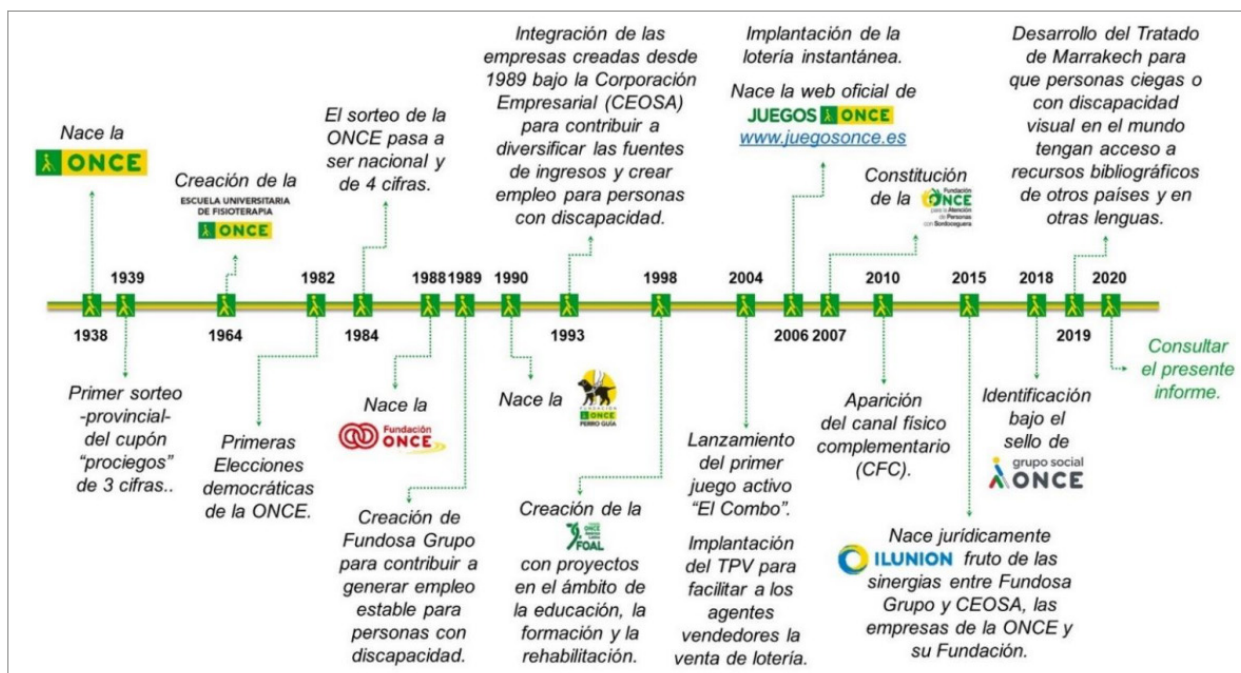 Nace la
ONCE
Creación de la
ESCUELA UNIVERSITARIA
DE FISIOTERAPIA
ONCE
El sorteo de la
ONCE pasa a
ser nacional y
de 4 cifras.
Integración de las
empresas creadas desde
1989 bajo la Corporación
Empresarial (CEOSA)
para contribuir a
diversificar las fuentes
de ingresos y crear
empleo para personas
con discapacidad.
Implantación de la
lotería instantánea.
Nace la web oficial de
JUEGOS ONCE
www.juegosonce.es
Constitución
de la
Fundación
ONCE
para la Atención
de Personas
con Sordoceguera
Desarrollo del Tratado
de Marrakech para
que personas ciegas o
con discapacidad
visual en el mundo
tengan acceso a
recursos bibliográficos
de otros países y en
otras lenguas.
1939 1982 1988 1989 1990 1998 2004 2010 2015 2018 2020
1938 1964 1984 1993 2006 2007 2019
Primer sorteo
-provincial-
del cupón
“prociegos”
de 3 cifras..
Primeras
Elecciones
democráticas
de la ONCE.
Nace la
Fundación
ONCE
Creación de
Fundosa Grupo
para contribuir a
generar empleo
estable para
personas con
discapacidad.
Nace la
FUNDACIÓN
ONCE
PERRO GUÍA
Creación de la
FOAL
con proyectos
en el ámbito de
la educación, la
formación y la
rehabilitación.
Lanzamiento
del primer
juego activo
“El Combo”.
Implantación
del TPV para
facilitar a los
agentes
vendedores la
venta de lotería.
Aparición
del canal físico
complementario
(CFC).
Nace jurídicamente
ILUNION fruto de las
sinergias entre Fundosa
Grupo y CEOSA, las
empresas de la ONCE y
su Fundación.
Identificación
bajo el
sello de
grupo social
ONCE
Consultar
el presente
informe.